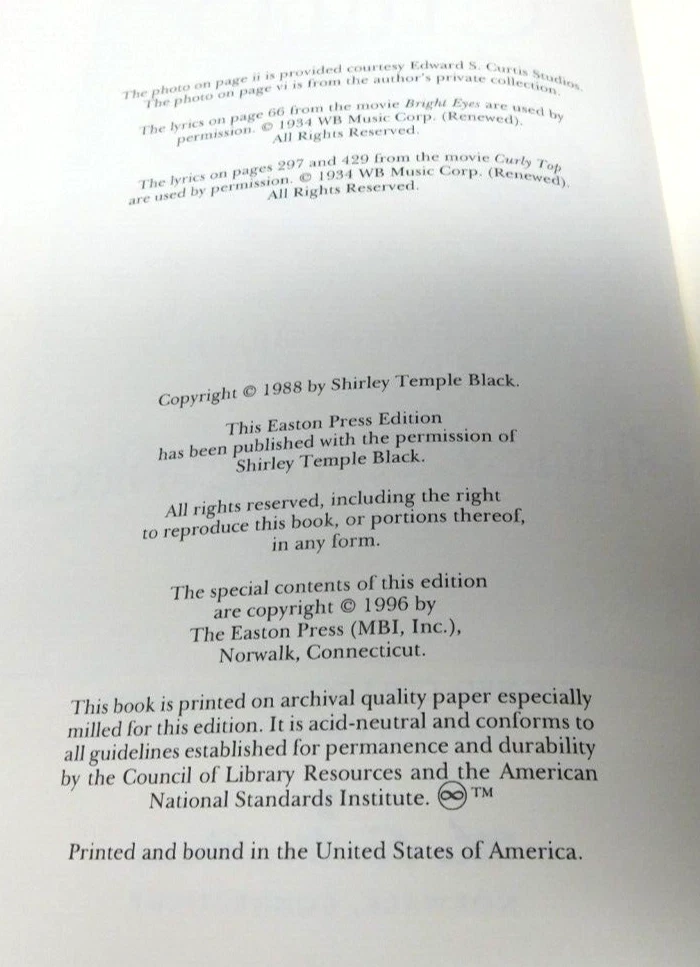 The photo on page ii is provided courtesy Edward S. Curtis Studios.
The photo on page vi is from the author's private collection.
The lyrics on page 66 from the movie Bright Eyes are used by
permission. © 1934 WB Music Corp. (Renewed).
All Rights Reserved.
The lyrics on pages 297 and 429 from the movie Curly Top
are used by permission. © 1934 WB Music Corp. (Renewed).
All Rights Reserved.
Copyright © 1988 by Shirley Temple Black.
This Easton Press Edition
has been published with the permission of
Shirley Temple Black.
All rights reserved, including the right
to reproduce this book, or portions thereof,
in any form.
The special contents of this edition
are copyright © 1996 by
The Easton Press (MBI, Inc.),
Norwalk, Connecticut.
This book is printed on archival quality paper especially
milled for this edition. It is acid-neutral and conforms to
all guidelines established for permanence and durability
by the Council of Library Resources and the American
National Standards Institute. ♾ TM
Printed and bound in the United States of America.